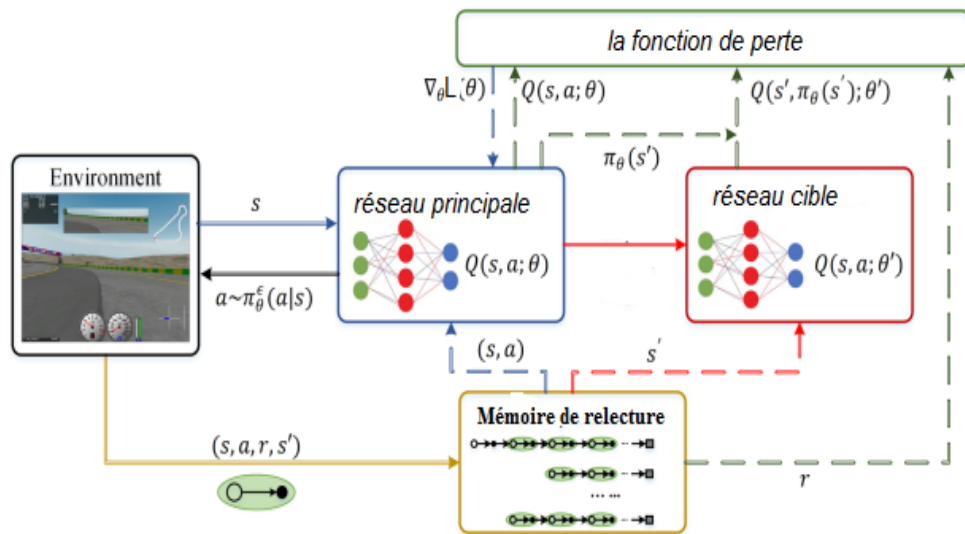 la fonction de perte
∇θL(θ)
Q(s, a; θ)
Q(s′, πθ(s′); θ′)
πθ(s′)
Environment
s
réseau principale
Q(s, a; θ)
réseau cible
Q(s, a; θ′)
a~πθϵ(a|s)
(s, a)
s′
Mémoire de relecture
(s, a, r, s′)
... ...
r